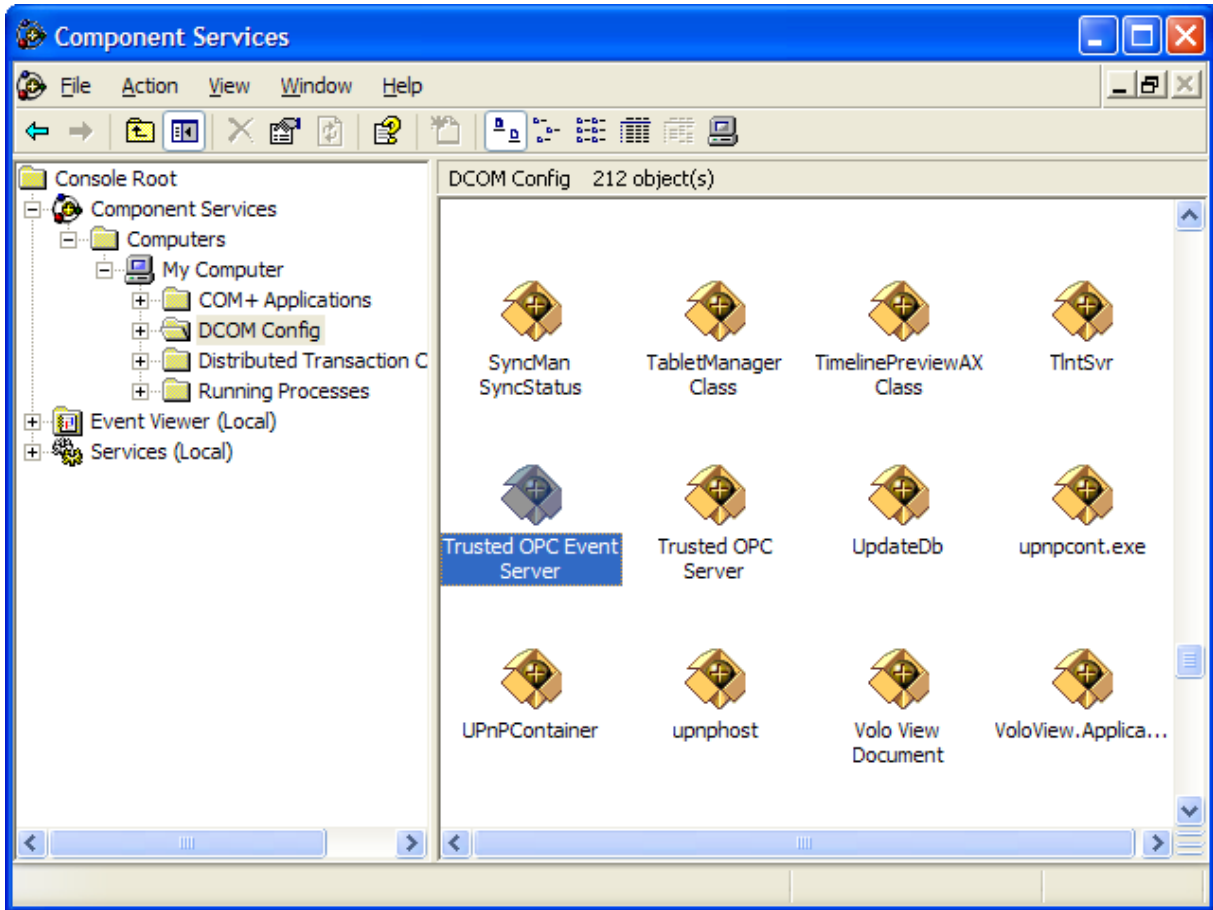 Component Services
File Action View Window Help
Console Root
Component Services
Computers
My Computer
COM+ Applications
DCOM Config
Distributed Transaction C
Running Processes
Event Viewer (Local)
Services (Local)
DCOM Config 212 object(s)
SyncMan
SyncStatus
TabletManager
Class
TimelinePreviewAX
Class
TlntSvr
Trusted OPC Event
Server
Trusted OPC
Server
UpdateDb
upnpcont.exe
UPnPContainer
upnphost
Volo View
Document
VoloView.Applica...